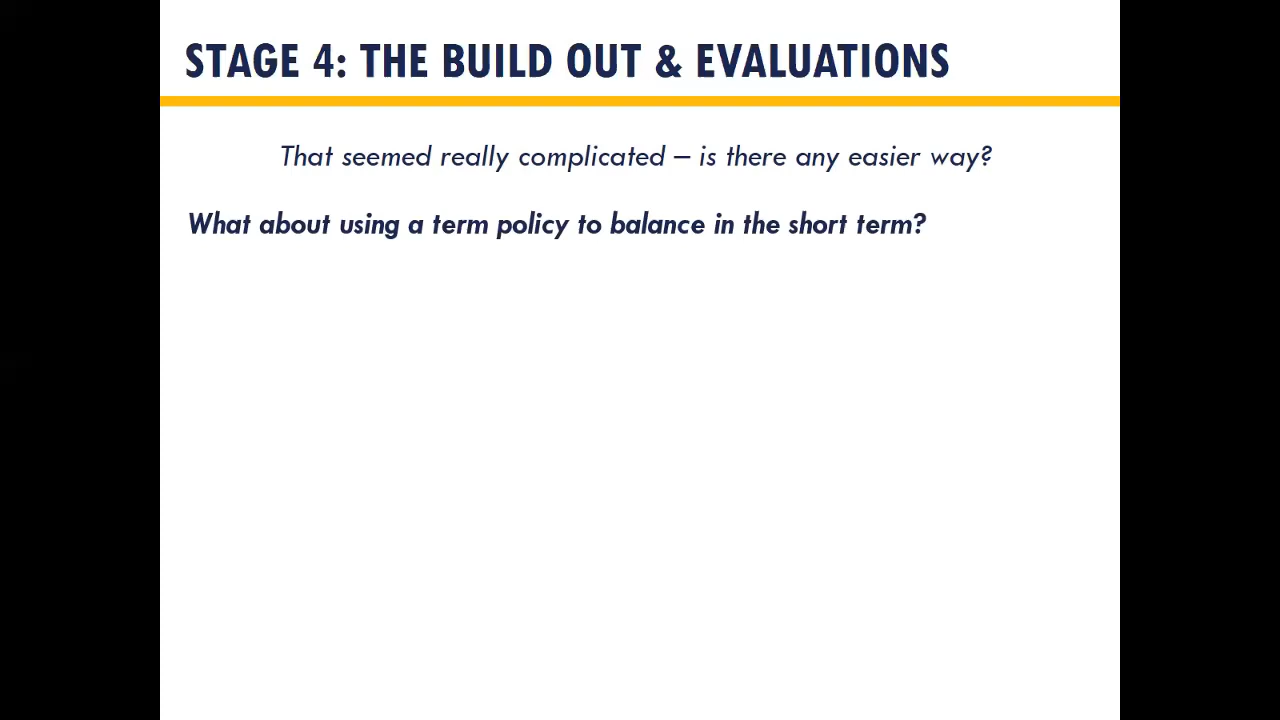 STAGE 4: THE BUILD OUT & EVALUATIONS
That seemed really complicated – is there any easier way?
What about using a term policy to balance in the short term?